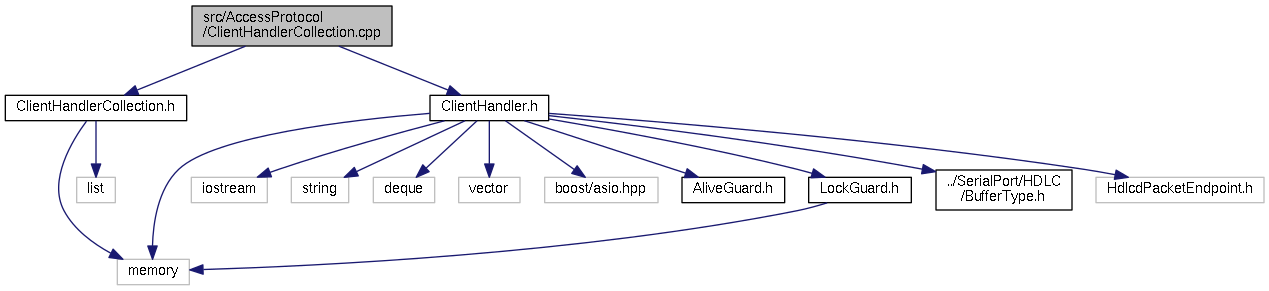 src/AccessProtocol
/ClientHandlerCollection.cpp
ClientHandlerCollection.h
ClientHandler.h
list
iostream
string
deque
vector
boost/asio.hpp
AliveGuard.h
LockGuard.h
../SerialPort/HDLC
/BufferType.h
HdlcdPacketEndpoint.h
memory